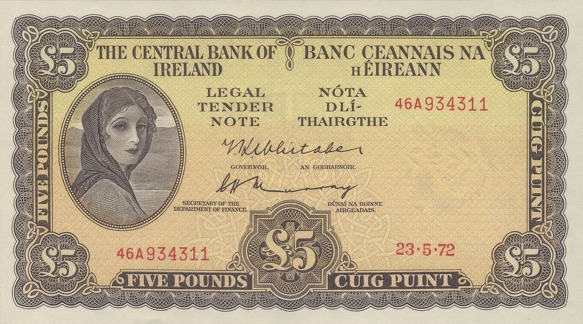 £5
£5
THE CENTRAL BANK OF
IRELAND
BANC CEANNAIS NA
hÉIREANN
LEGAL
TENDER
NOTE
NÓTA
DLÍ-
THAIRGTHE
46A934311
T K Whitaker
GOVERNOR.
AN GOBHARNÓIR.
C H Murray
SECRETARY OF THE
DEPARTMENT OF FINANCE.
RÚNAÍ NA ROINNE
AIRGEADAIS.
FIVE POUNDS
CUIG PUINT
46A934311
23·5·72
£5
£5
£5
FIVE POUNDS
CUIG PUINT